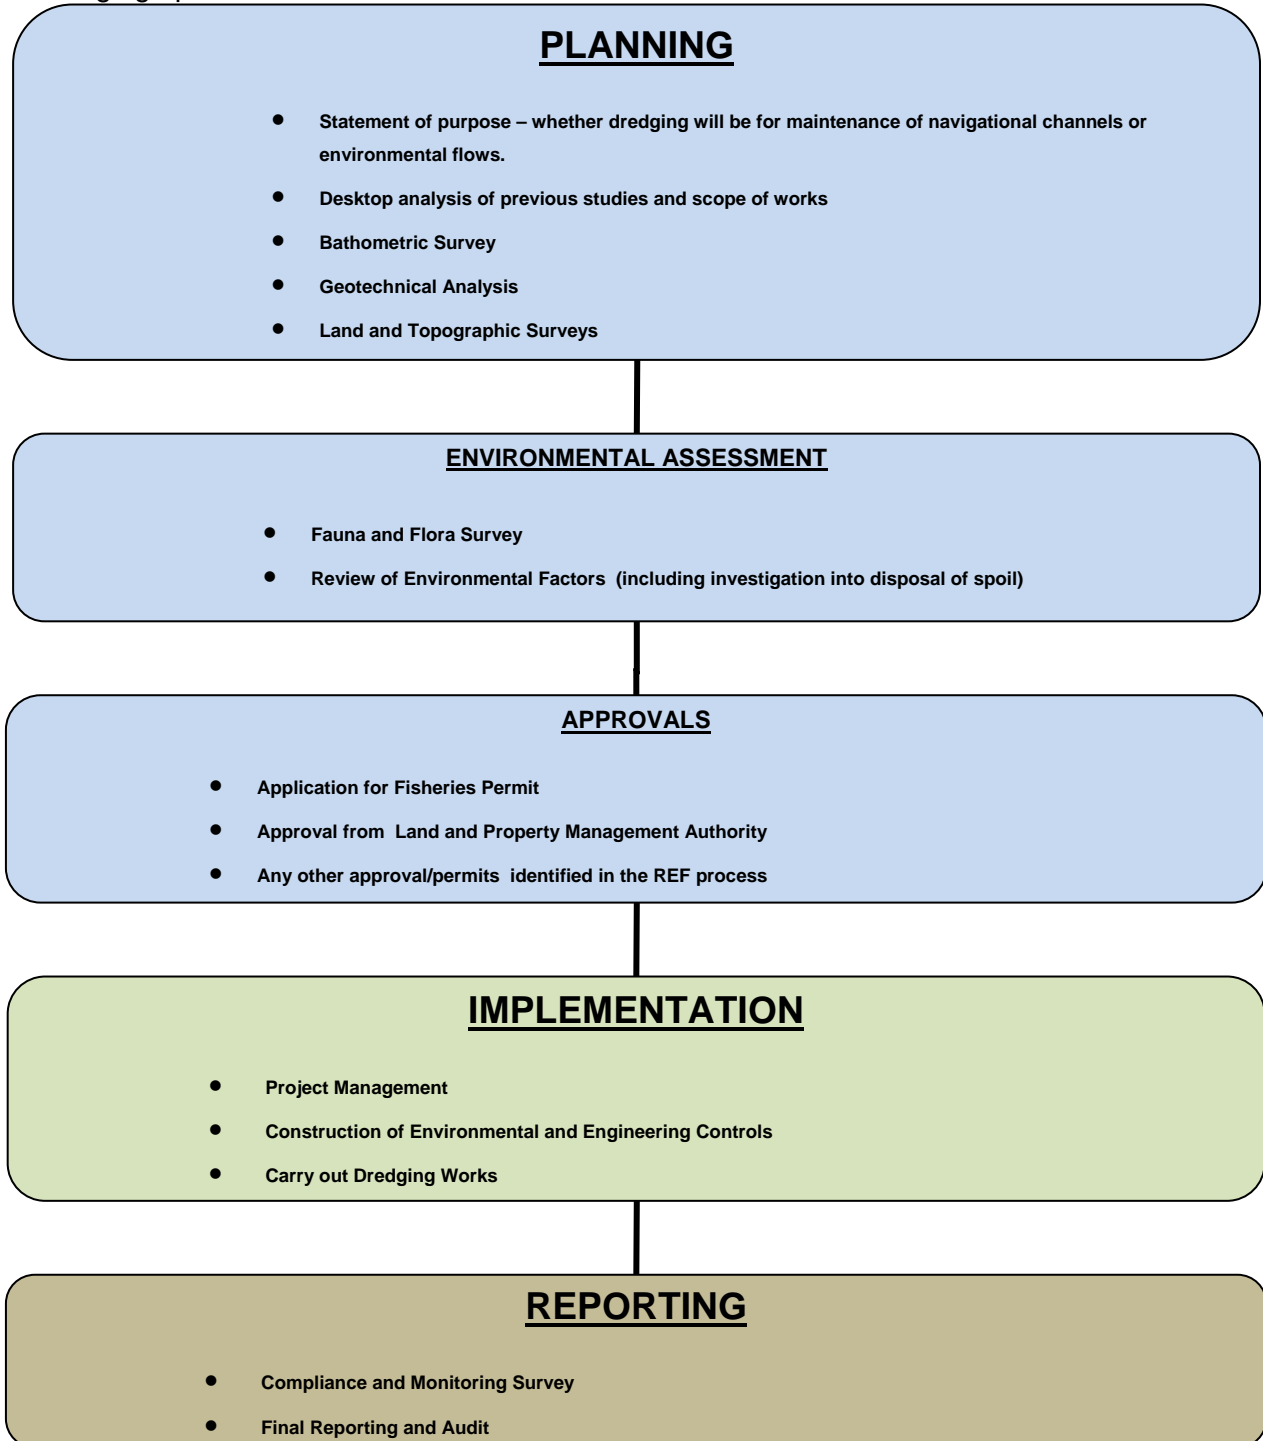 PLANNING
• Statement of purpose – whether dredging will be for maintenance of navigational channels or
environmental flows.
• Desktop analysis of previous studies and scope of works
• Bathometric Survey
• Geotechnical Analysis
• Land and Topographic Surveys
ENVIRONMENTAL ASSESSMENT
• Fauna and Flora Survey
• Review of Environmental Factors (including investigation into disposal of spoil)
APPROVALS
• Application for Fisheries Permit
• Approval from Land and Property Management Authority
• Any other approval/permits identified in the REF process
IMPLEMENTATION
• Project Management
• Construction of Environmental and Engineering Controls
• Carry out Dredging Works
REPORTING
• Compliance and Monitoring Survey
• Final Reporting and Audit